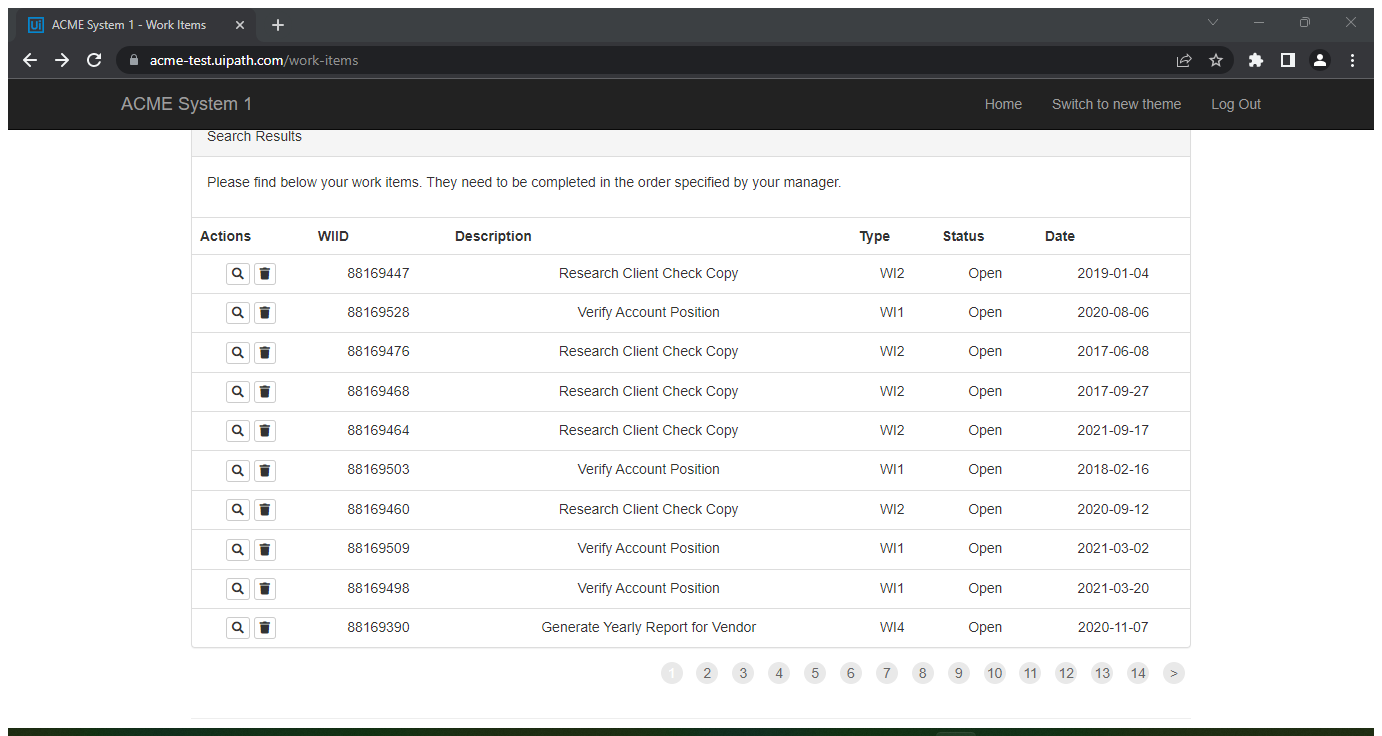 ACME System 1 - Work Items
acme-test.uipath.com/work-items
ACME System 1 Home Switch to new theme Log Out
Search Results
Please find below your work items. They need to be completed in the order specified by your manager.
Actions WIID Description Type Status Date
88169447 Research Client Check Copy WI2 Open 2019-01-04
88169528 Verify Account Position WI1 Open 2020-08-06
88169476 Research Client Check Copy WI2 Open 2017-06-08
88169468 Research Client Check Copy WI2 Open 2017-09-27
88169464 Research Client Check Copy WI2 Open 2021-09-17
88169503 Verify Account Position WI1 Open 2018-02-16
88169460 Research Client Check Copy WI2 Open 2020-09-12
88169509 Verify Account Position WI1 Open 2021-03-02
88169498 Verify Account Position WI1 Open 2021-03-20
88169390 Generate Yearly Report for Vendor WI4 Open 2020-11-07
1 2 3 4 5 6 7 8 9 10 11 12 13 14 >